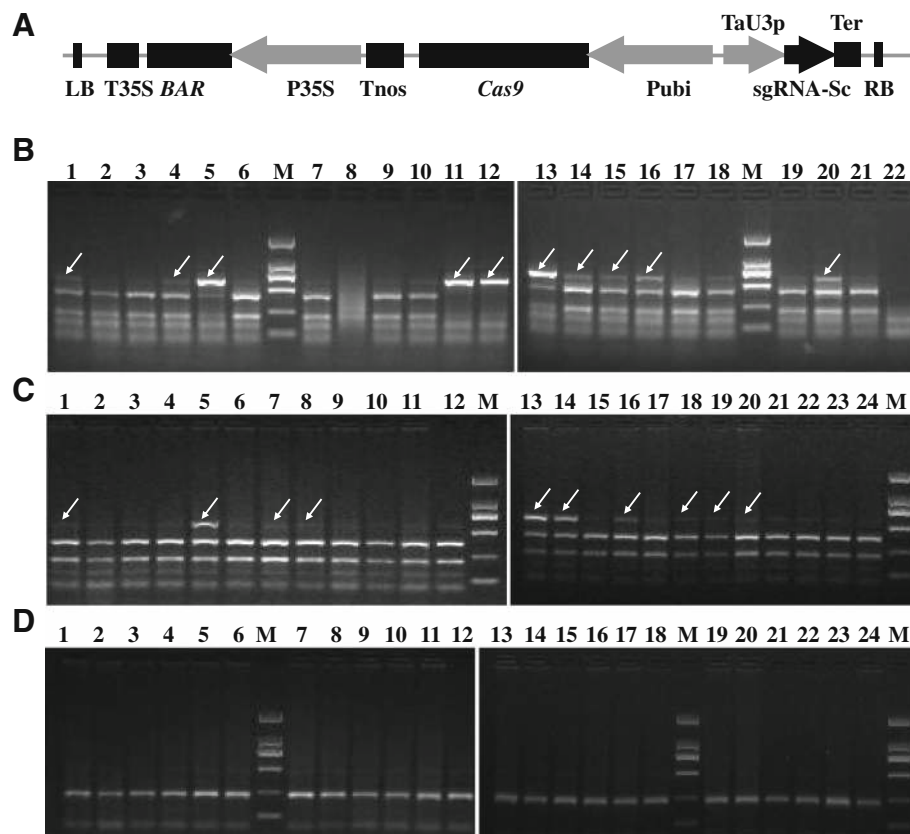 A
TaU3p Ter
LB T35S BAR P35S Tnos Cas9 Pubi sgRNA-Sc RB
B
1 2 3 4 5 6 M 7 8 9 10 11 12 13 14 15 16 17 18 M 19 20 21 22
C
1 2 3 4 5 6 7 8 9 10 11 12 M 13 14 15 16 17 18 19 20 21 22 23 24 M
D
1 2 3 4 5 6 M 7 8 9 10 11 12 13 14 15 16 17 18 M 19 20 21 22 23 24 M